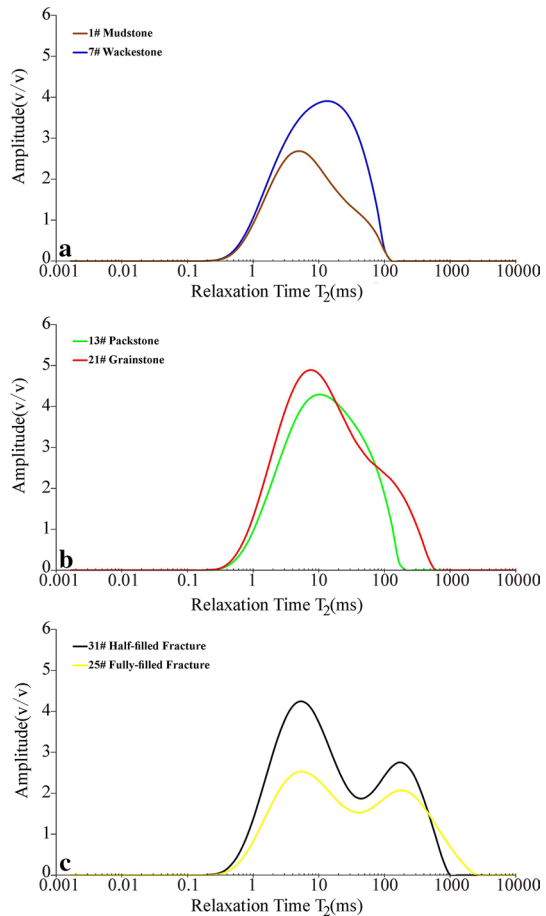 6
5
4
3
2
1
0
Amplitude(v/v)
1# Mudstone
7# Wackestone
a
0.001 0.01 0.1 1 10 100 1000 10000
Relaxation Time T2(ms)
6
5
4
3
2
1
0
Amplitude(v/v)
13# Packstone
21# Grainstone
b
0.001 0.01 0.1 1 10 100 1000 10000
Relaxation Time T2(ms)
6
5
4
3
2
1
0
Amplitude(v/v)
31# Half-filled Fracture
25# Fully-filled Fracture
c
0.001 0.01 0.1 1 10 100 1000 10000
Relaxation Time T2(ms)